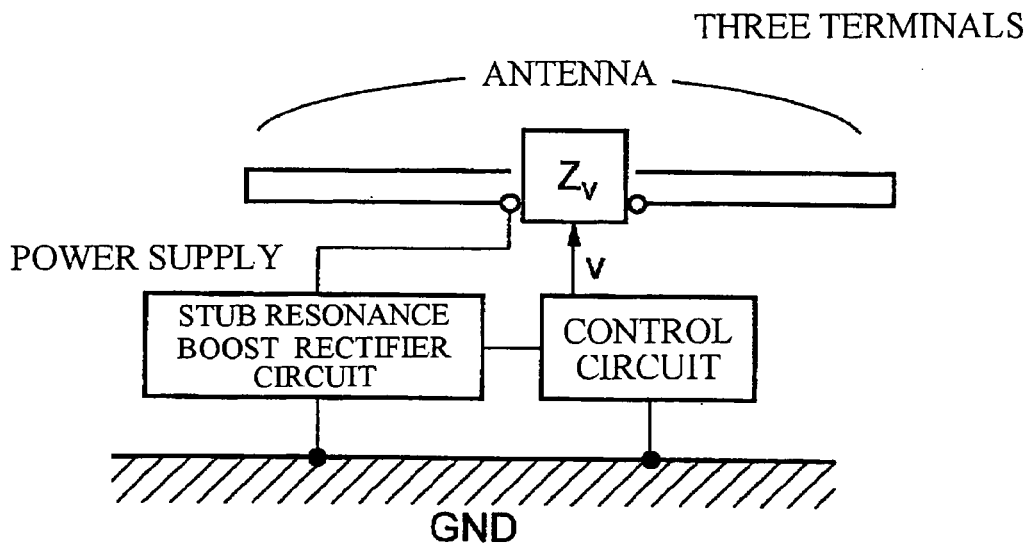 THREE TERMINALS
ANTENNA
Zv
POWER SUPPLY
v
STUB RESONANCE
BOOST RECTIFIER
CIRCUIT
CONTROL
CIRCUIT
GND